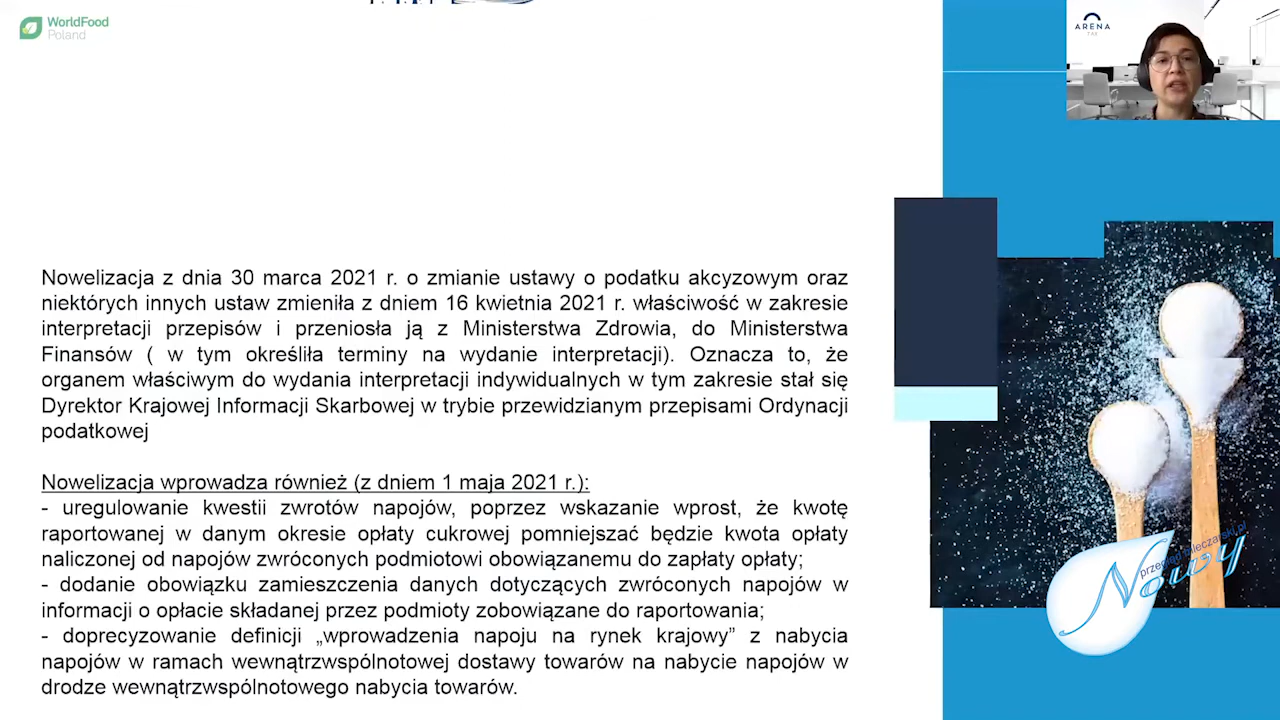 WorldFood
Poland
ARENA
TAX
Nowelizacja z dnia 30 marca 2021 r. o zmianie ustawy o podatku akcyzowym oraz
niektórych innych ustaw zmieniła z dniem 16 kwietnia 2021 r. właściwość w zakresie
interpretacji przepisów i przeniosła ją z Ministerstwa Zdrowia, do Ministerstwa
Finansów ( w tym określiła terminy na wydanie interpretacji). Oznacza to, że
organem właściwym do wydania interpretacji indywidualnych w tym zakresie stał się
Dyrektor Krajowej Informacji Skarbowej w trybie przewidzianym przepisami Ordynacji
podatkowej
Nowelizacja wprowadza również (z dniem 1 maja 2021 r.):
- uregulowanie kwestii zwrotów napojów, poprzez wskazanie wprost, że kwotę
raportowanej w danym okresie opłaty cukrowej pomniejszać będzie kwota opłaty
naliczonej od napojów zwróconych podmiotowi obowiązanemu do zapłaty opłaty;
- dodanie obowiązku zamieszczenia danych dotyczących zwróconych napojów w
informacji o opłacie składanej przez podmioty zobowiązane do raportowania;
- doprecyzowanie definicji „wprowadzenia napoju na rynek krajowy” z nabycia
napojów w ramach wewnątrzwspólnotowej dostawy towarów na nabycie napojów w
drodze wewnątrzwspólnotowego nabycia towarów.
Nowy